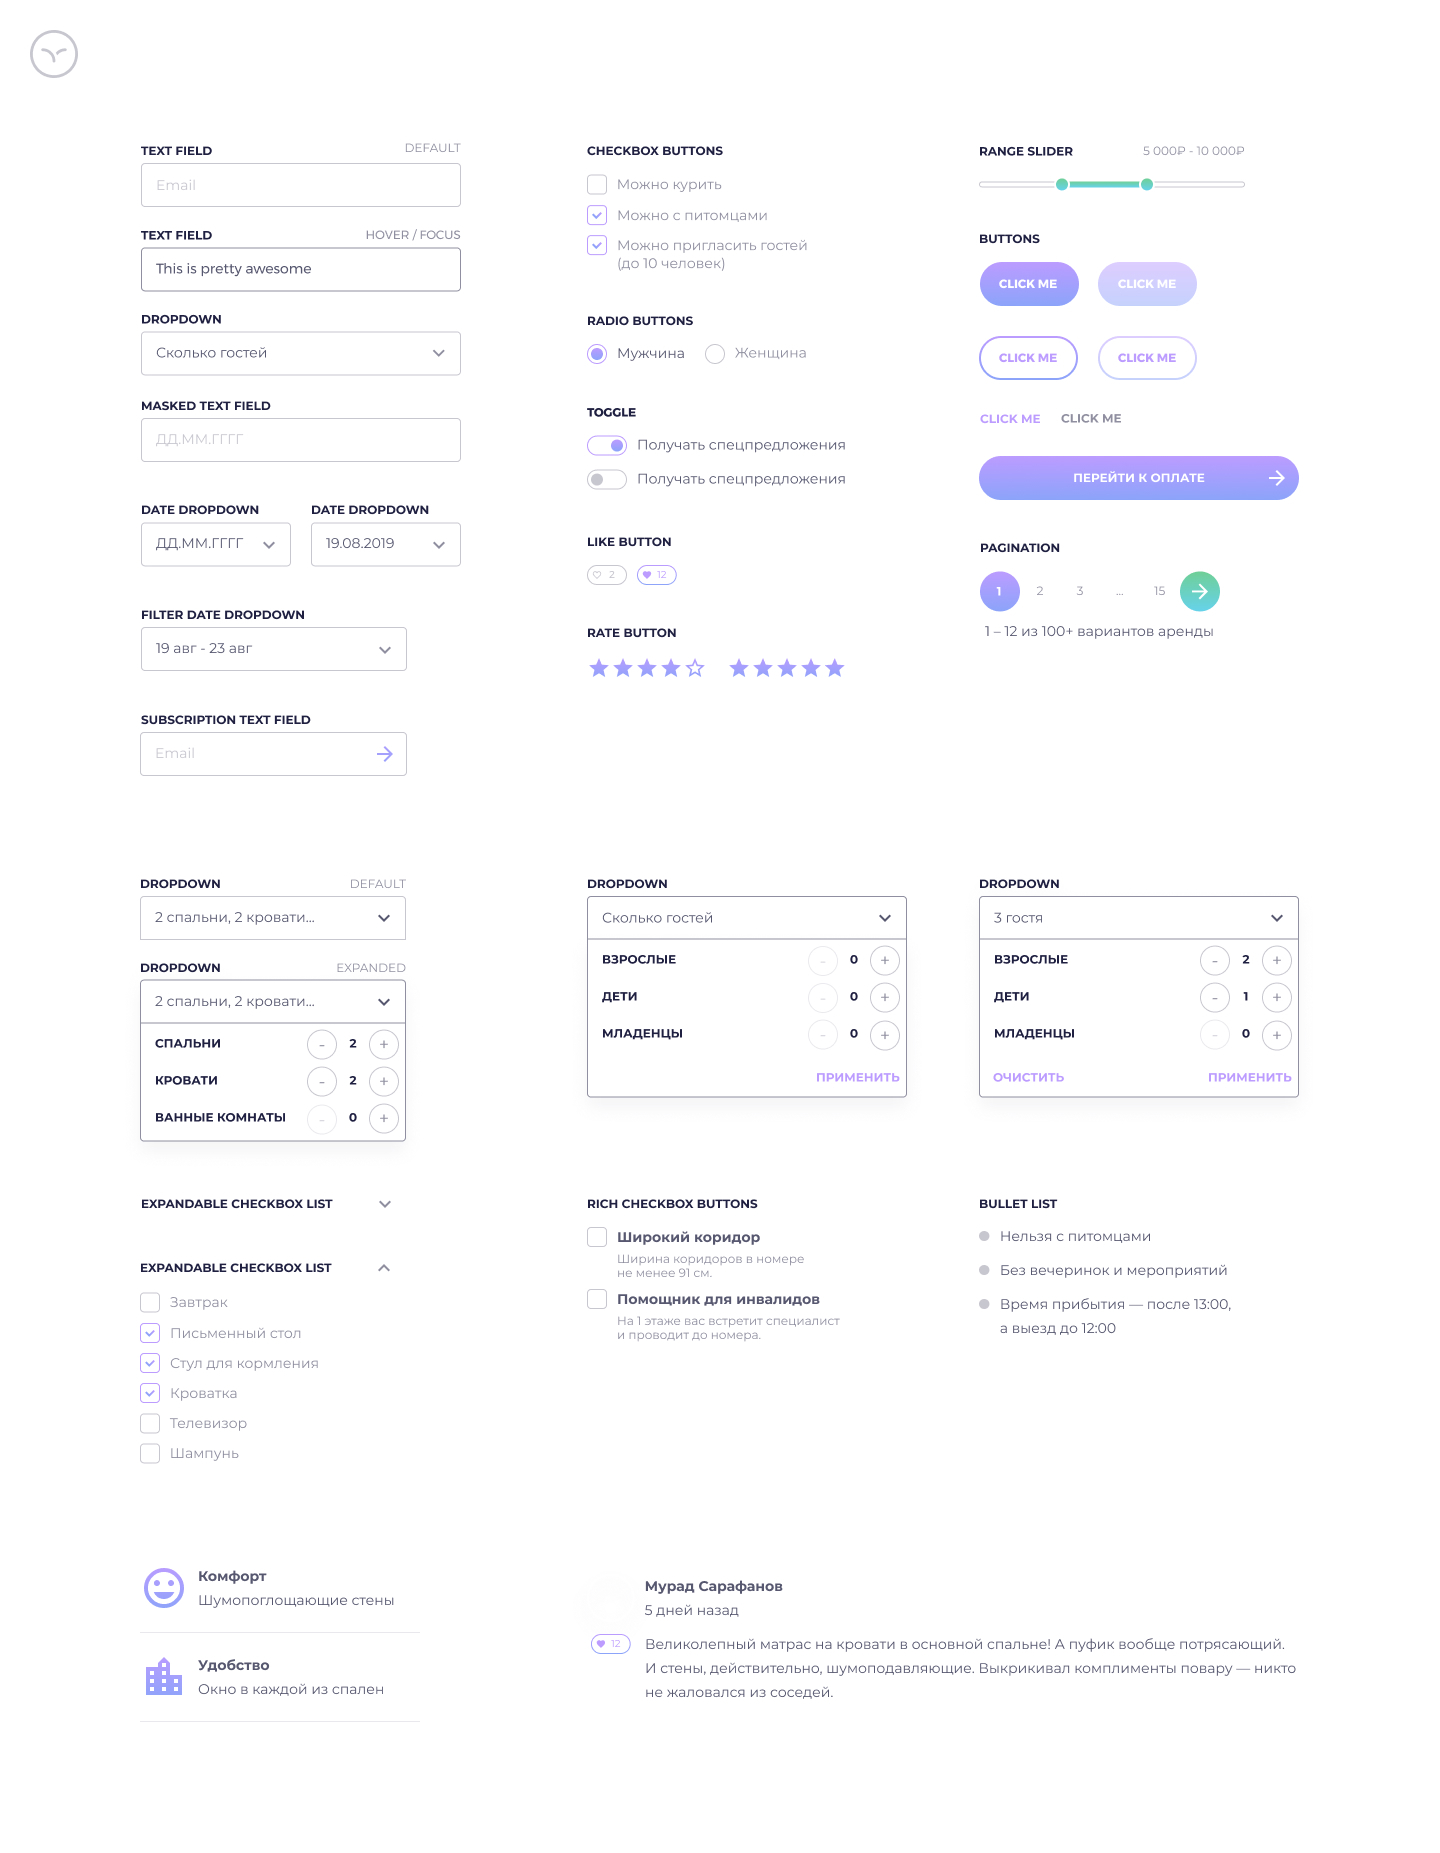 TEXT FIELD
DEFAULT
Email
TEXT FIELD
HOVER / FOCUS
This is pretty awesome
DROPDOWN
Сколько гостей
MASKED TEXT FIELD
ДД.ММ.ГГГГ
DATE DROPDOWN
DATE DROPDOWN
ДД.ММ.ГГГГ
19.08.2019
FILTER DATE DROPDOWN
19 авг - 23 авг
SUBSCRIPTION TEXT FIELD
Email
CHECKBOX BUTTONS
Можно курить
Можно с питомцами
Можно пригласить гостей
(до 10 человек)
RADIO BUTTONS
Мужчина
Женщина
TOGGLE
Получать спецпредложения
Получать спецпредложения
LIKE BUTTON
2
12
RATE BUTTON
RANGE SLIDER
5 000₽ - 10 000₽
BUTTONS
CLICK ME
CLICK ME
CLICK ME
CLICK ME
CLICK ME
CLICK ME
ПЕРЕЙТИ К ОПЛАТЕ
PAGINATION
1 2 3 ... 15
1 – 12 из 100+ вариантов аренды
DROPDOWN
DEFAULT
2 спальни, 2 кровати...
DROPDOWN
EXPANDED
2 спальни, 2 кровати...
СПАЛЬНИ - 2 +
КРОВАТИ - 2 +
ВАННЫЕ КОМНАТЫ - 0 +
DROPDOWN
Сколько гостей
ВЗРОСЛЫЕ - 0 +
ДЕТИ - 0 +
МЛАДЕНЦЫ - 0 +
ПРИМЕНИТЬ
DROPDOWN
3 гостя
ВЗРОСЛЫЕ - 2 +
ДЕТИ - 1 +
МЛАДЕНЦЫ - 0 +
ОЧИСТИТЬ
ПРИМЕНИТЬ
EXPANDABLE CHECKBOX LIST
EXPANDABLE CHECKBOX LIST
Завтрак
Письменный стол
Стул для кормления
Кроватка
Телевизор
Шампунь
RICH CHECKBOX BUTTONS
Широкий коридор
Ширина коридоров в номере
не менее 91 см.
Помощник для инвалидов
На 1 этаже вас встретит специалист
и проводит до номера.
BULLET LIST
Нельзя с питомцами
Без вечеринок и мероприятий
Время прибытия — после 13:00,
а выезд до 12:00
Комфорт
Шумопоглощающие стены
Удобство
Окно в каждой из спален
Мурад Сарафанов
5 дней назад
12
Великолепный матрас на кровати в основной спальне! А пуфик вообще потрясающий.
И стены, действительно, шумоподавляющие. Выкрикивал комплименты повару — никто
не жаловался из соседей.